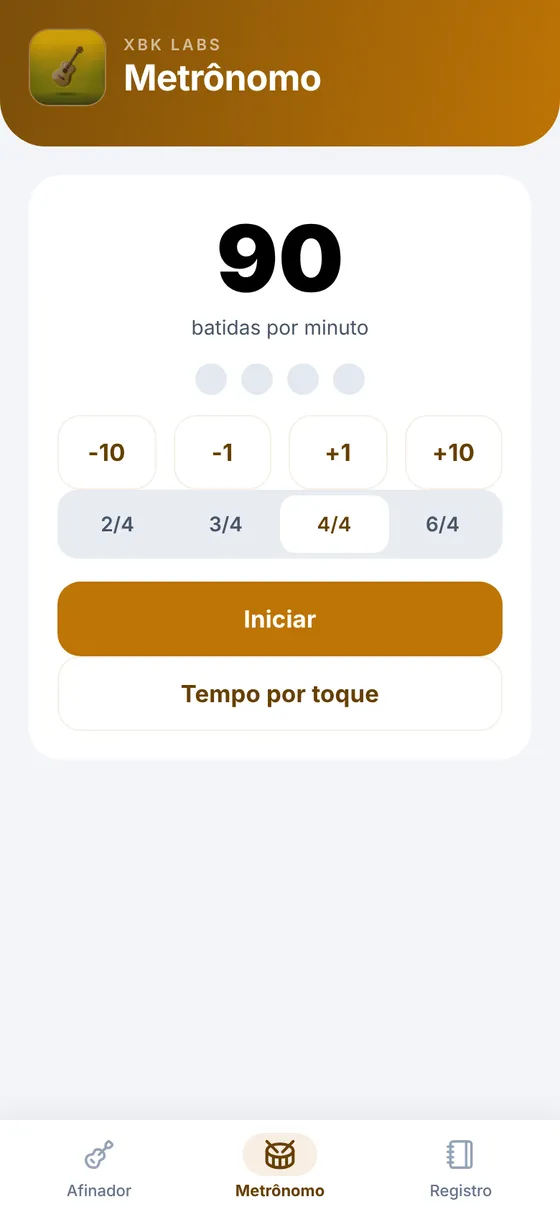 XBK LABS
Metrônomo
90
batidas por minuto
-10 -1 +1 +10
2/4 3/4 4/4 6/4
Iniciar
Tempo por toque
Afinador Metrônomo Registro